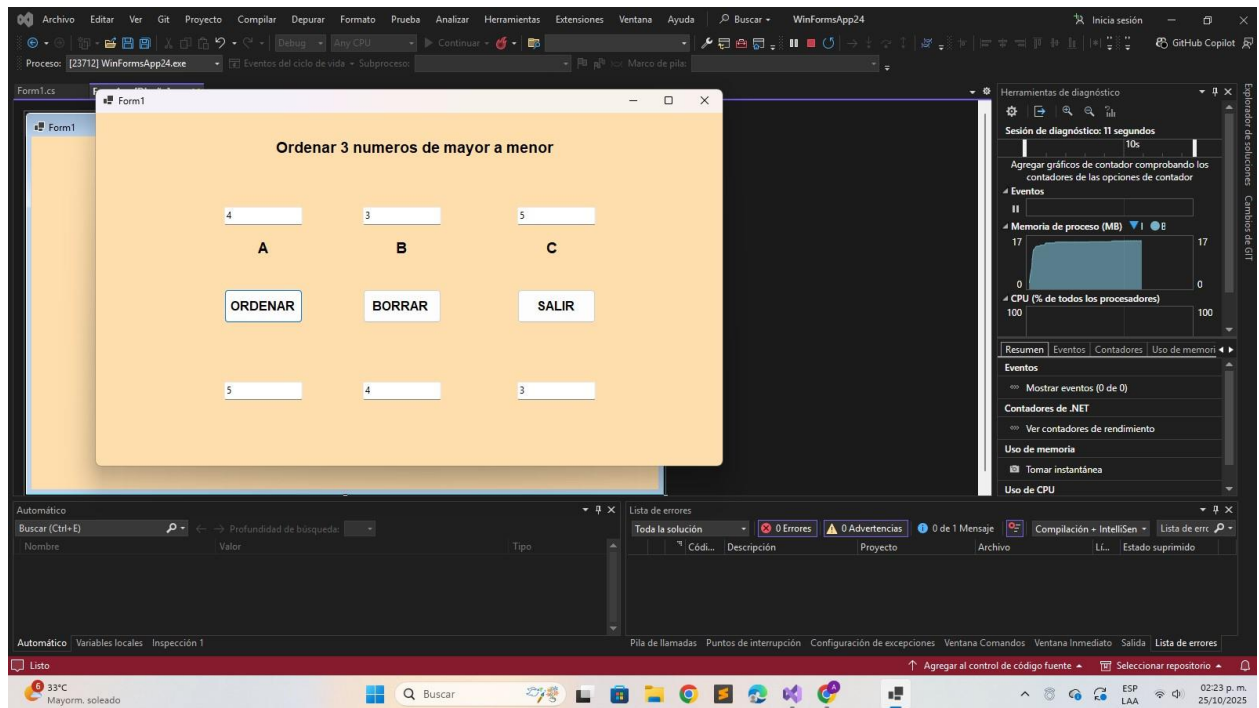 Archivo Editar Ver Git Proyecto Compilar Depurar Formato Prueba Analizar Herramientas Extensiones Ventana Ayuda Buscar WinFormsApp24 Inicia sesión
Debug Any CPU Continuar GitHub Copilot
Proceso: [23712] WinFormsApp24.exe Eventos del ciclo de vida Subproceso: Marco de pila:
Form1.cs
Form1
Form1
Ordenar 3 numeros de mayor a menor
4 3 5
A B C
ORDENAR BORRAR SALIR
5 4 3
Herramientas de diagnóstico
Sesión de diagnóstico: 11 segundos
10s
Agregar gráficos de contador comprobando los
contadores de las opciones de contador
Eventos
Memoria de proceso (MB)
17 17
0 0
CPU (% de todos los procesadores)
100 100
Resumen Eventos Contadores Uso de memori
Eventos
Mostrar eventos (0 de 0)
Contadores de .NET
Ver contadores de rendimiento
Uso de memoria
Tomar instantánea
Uso de CPU
Explorador de soluciones
Cambios de GIT
Automático
Buscar (Ctrl+E) Profundidad de búsqueda:
Nombre Valor Tipo
Automático Variables locales Inspección 1
Lista de errores
Toda la solución 0 Errores 0 Advertencias 0 de 1 Mensaje Compilación + IntelliSen Lista de errc
Códi... Descripción Proyecto Archivo Lí... Estado suprimido
Pila de llamadas Puntos de interrupción Configuración de excepciones Ventana Comandos Ventana Inmediato Salida Lista de errores
Listo Agregar al control de código fuente Seleccionar repositorio
6 33°C
Mayorm. soleado
Buscar
ESP
LAA
02:23 p. m.
25/10/2025